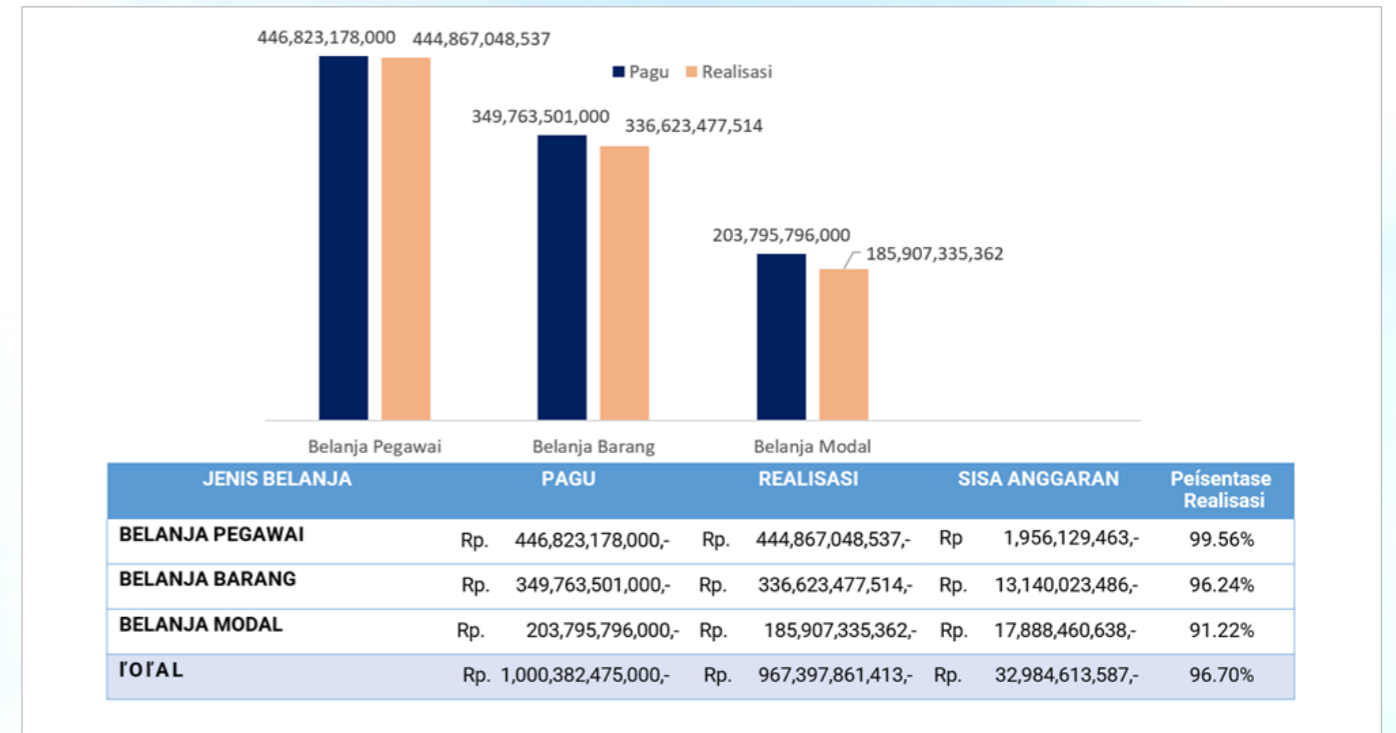 446,823,178,000 444,867,048,537
Pagu Realisasi
349,763,501,000 336,623,477,514
203,795,796,000
185,907,335,362
Belanja Pegawai Belanja Barang Belanja Modal
JENIS BELANJA PAGU REALISASI SISA ANGGARAN Peísentase
Realisasi
BELANJA PEGAWAI Rp. 446,823,178,000,- Rp. 444,867,048,537,- Rp 1,956,129,463,- 99.56%
BELANJA BARANG Rp. 349,763,501,000,- Rp. 336,623,477,514,- Rp. 13,140,023,486,- 96.24%
BELANJA MODAL Rp. 203,795,796,000,- Rp. 185,907,335,362,- Rp. 17,888,460,638,- 91.22%
ľOľAL Rp. 1,000,382,475,000,- Rp. 967,397,861,413,- Rp. 32,984,613,587,- 96.70%